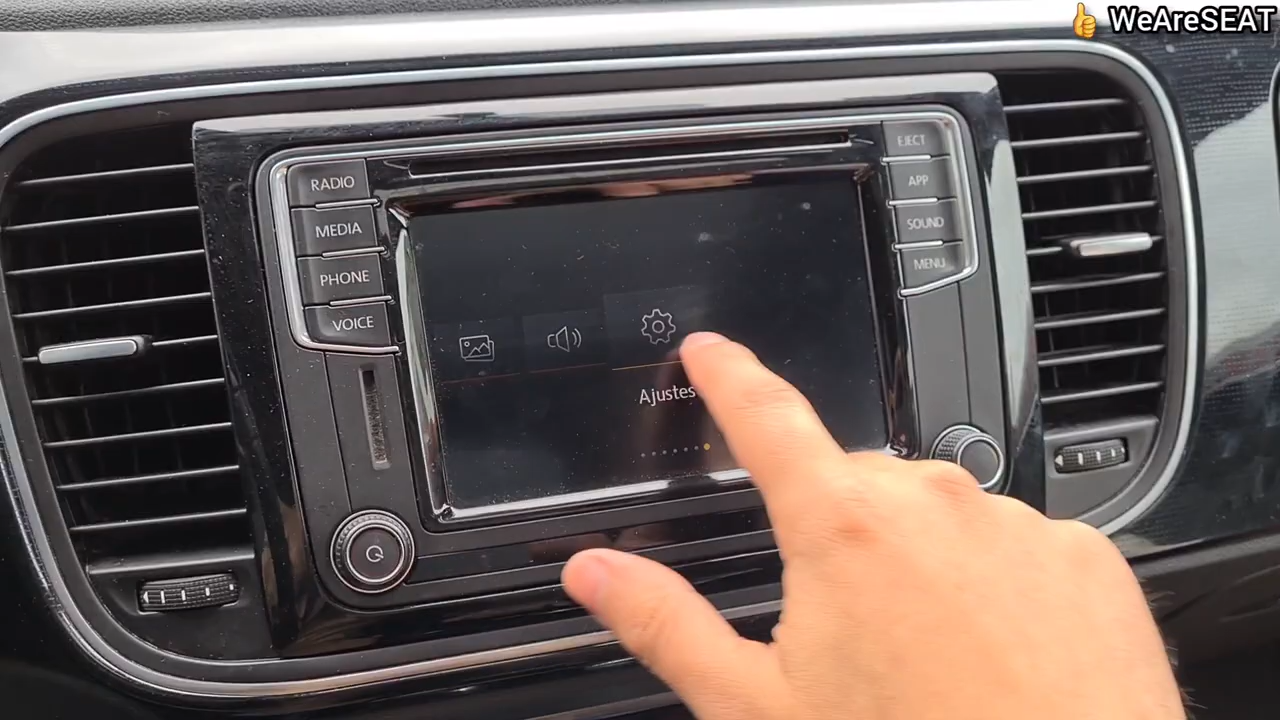 👍 WeAreSEAT
RADIO
MEDIA
PHONE
VOICE
EJECT
APP
SOUND
MENU
Ajustes